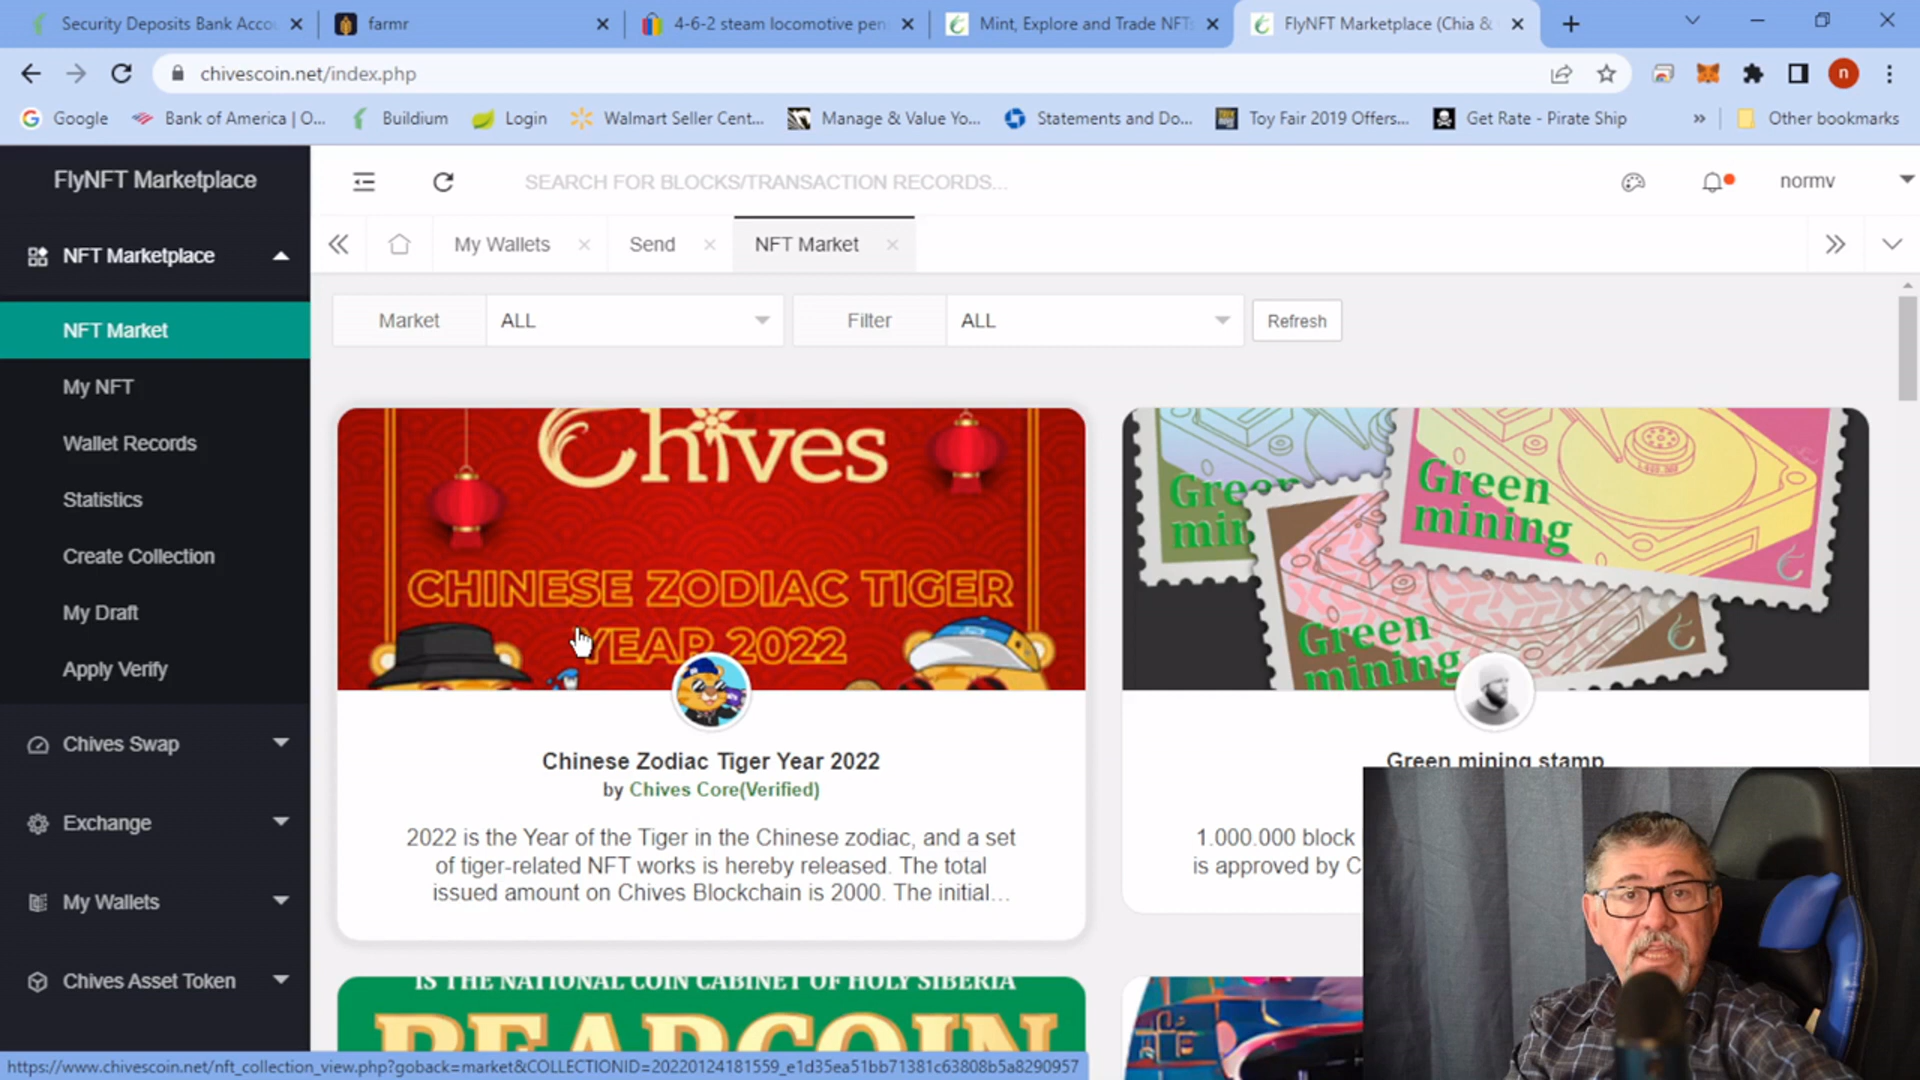 Security Deposits Bank Acco
farmr
4-6-2 steam locomotive pen
Mint, Explore and Trade NFTs
FlyNFT Marketplace (Chia &
chivescoin.net/index.php
n
Google
Bank of America | O...
Buildium
Login
Walmart Seller Cent...
Manage & Value Yo...
Statements and Do...
Toy Fair 2019 Offers...
Get Rate - Pirate Ship
Other bookmarks
FlyNFT Marketplace
SEARCH FOR BLOCKS/TRANSACTION RECORDS...
normv
NFT Marketplace
My Wallets
Send
NFT Market
NFT Market
My NFT
Wallet Records
Statistics
Create Collection
My Draft
Apply Verify
Chives Swap
Exchange
My Wallets
Chives Asset Token
Market
ALL
Filter
ALL
Refresh
Chives
CHINESE ZODIAC TIGER
YEAR 2022
Green
mining
Green
mining
Green
mining
Chinese Zodiac Tiger Year 2022
by Chives Core(Verified)
2022 is the Year of the Tiger in the Chinese zodiac, and a set
of tiger-related NFT works is hereby released. The total
issued amount on Chives Blockchain is 2000. The initial...
Green mining stamp
1.000.000 block
is approved by C
IS THE NATIONAL COIN CABINET OF HOLY SIBERIA
BEARCOIN
https://www.chivescoin.net/nft_collection_view.php?goback=market&COLLECTIONID=20220124181559_e1d35ea51bb71381c63808b5a8290957